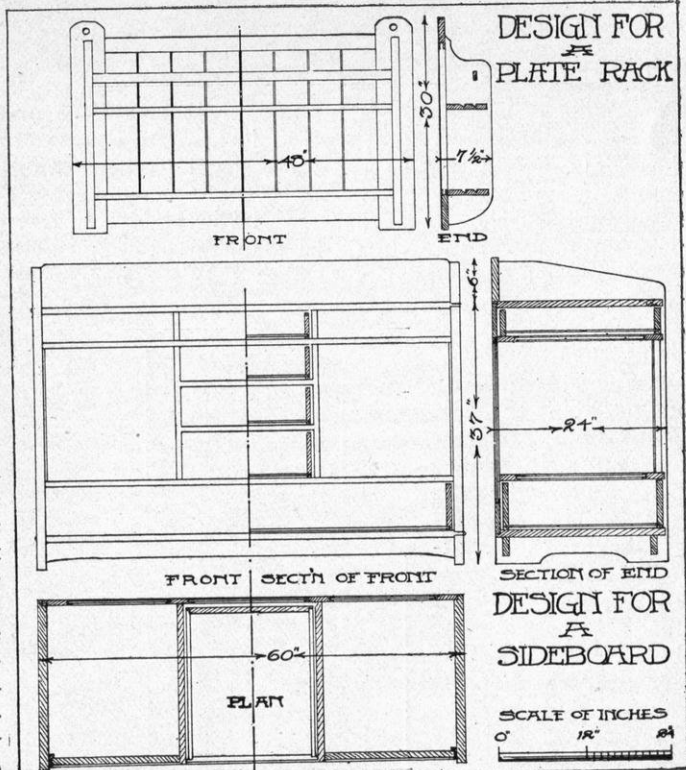 DESIGN FOR
A
PLATE RACK
30"
48"
7½"
FRONT
END
6"
37"
24"
FRONT SECT'N OF FRONT
SECTION OF END
DESIGN FOR
A
SIDEBOARD
60"
PLAN
SCALE OF INCHES
0" 12" 24